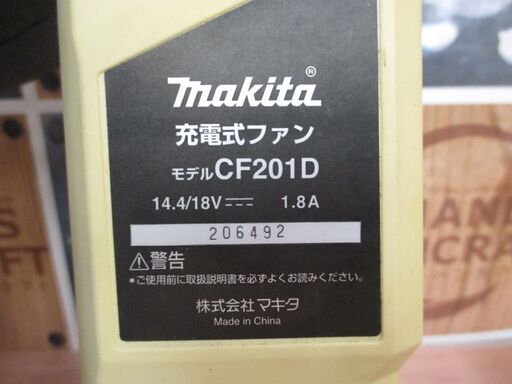 makita®
充電式ファン
モデルCF201D
14.4/18V⎓ 1.8A
206492
⚠警告
•ご使用前に取扱説明書を必ずよくお読みください。
株式会社マキタ
Made in China